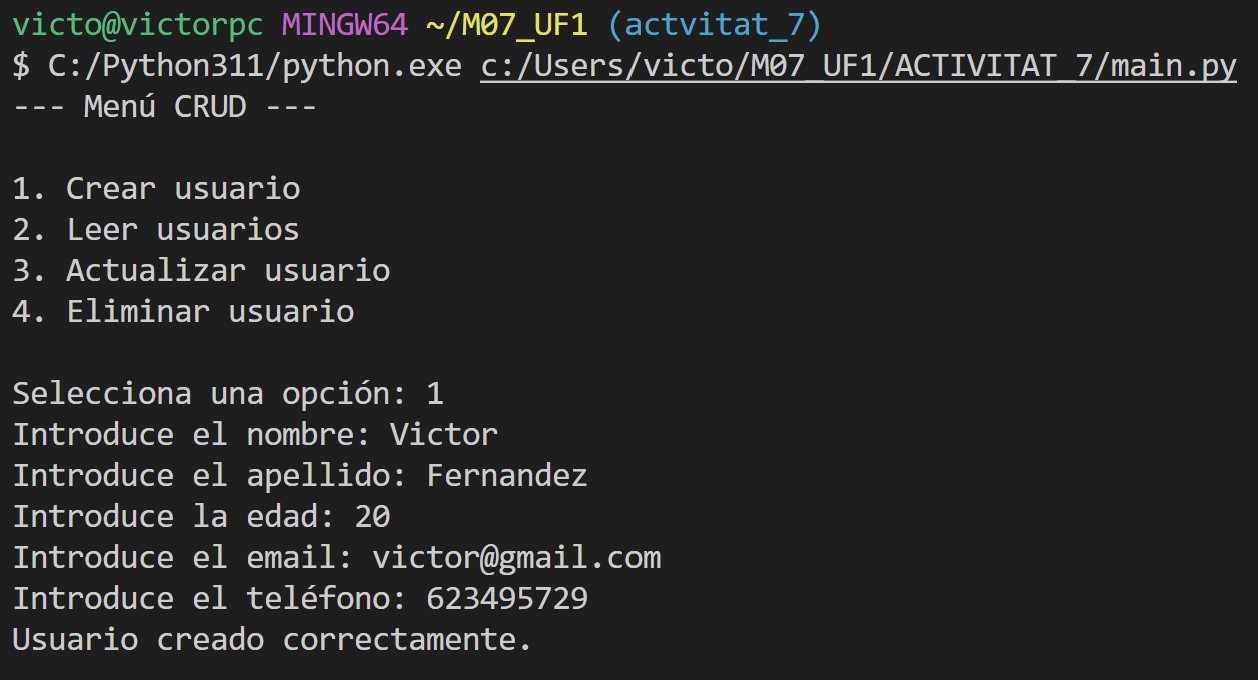 victo@victorpc MINGW64 ~/M07_UF1 (actvitat_7)
$ C:/Python311/python.exe c:/Users/victo/M07_UF1/ACTIVITAT_7/main.py
--- Menú CRUD ---
1. Crear usuario
2. Leer usuarios
3. Actualizar usuario
4. Eliminar usuario
Selecciona una opción: 1
Introduce el nombre: Victor
Introduce el apellido: Fernandez
Introduce la edad: 20
Introduce el email: victor@gmail.com
Introduce el teléfono: 623495729
Usuario creado correctamente.